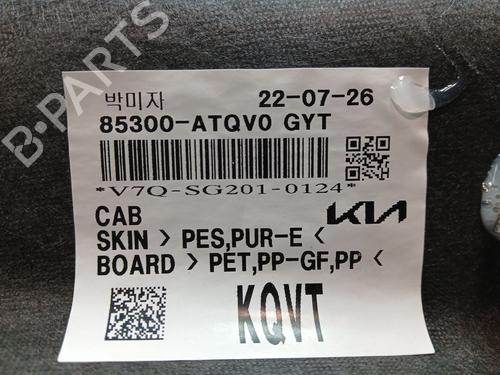 B-PARTS
박미자 22-07-26
85300-ATQV0 GYT
*V7Q-SG201-0124*
CAB KIA
SKIN > PES,PUR-E <
BOARD > PET,PP-GF,PP <
KQVT